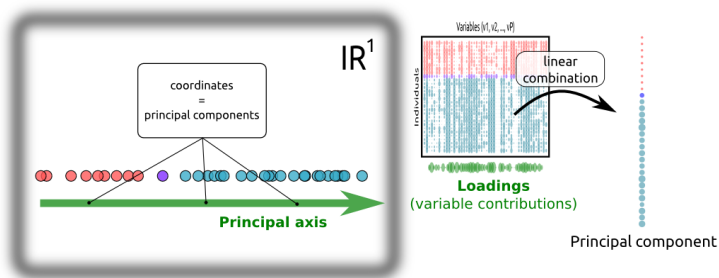 IR¹
coordinates
=
principal components
Principal axis
Variables (v1, v2, ..., vP)
Individuals
linear
combination
Loadings
(variable contributions)
Principal component